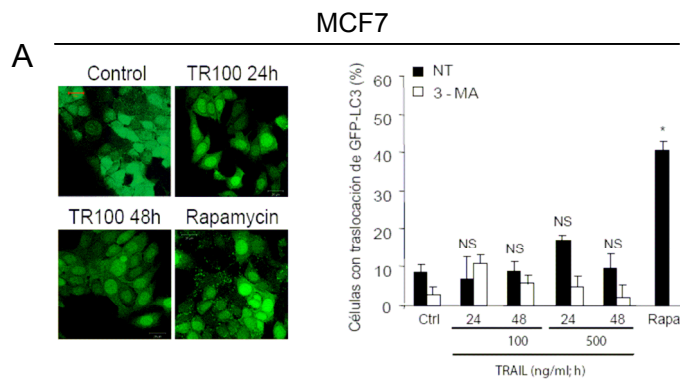 MCF7
A
Control
TR100 24h
TR100 48h
Rapamycin
Células con traslocación de GFP-LC3 (%)
60
50
40
30
20
10
0
NT
3 - MA
NS
NS
NS
NS
*
Ctrl
24
48
24
48
Rapa
100
500
TRAIL (ng/ml; h)